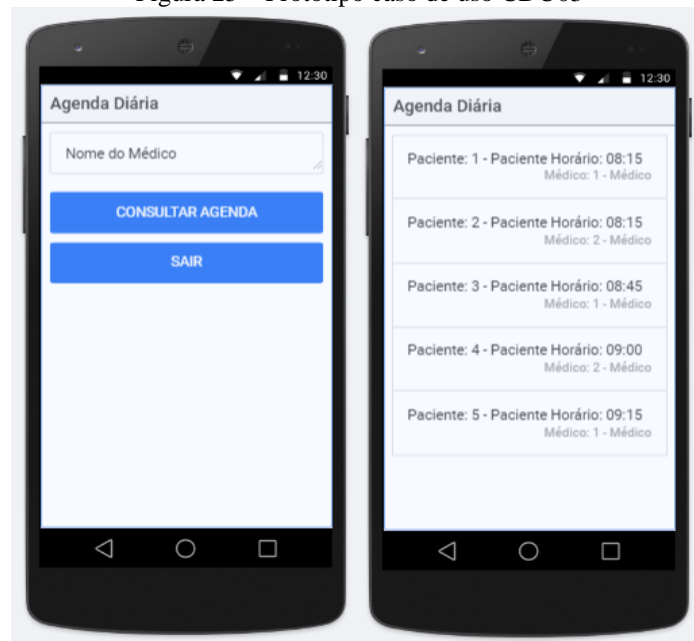 12:30
Agenda Diária
Nome do Médico
CONSULTAR AGENDA
SAIR
12:30
Agenda Diária
Paciente: 1 - Paciente Horário: 08:15
Médico: 1 - Médico
Paciente: 2 - Paciente Horário: 08:15
Médico: 2 - Médico
Paciente: 3 - Paciente Horário: 08:45
Médico: 1 - Médico
Paciente: 4 - Paciente Horário: 09:00
Médico: 2 - Médico
Paciente: 5 - Paciente Horário: 09:15
Médico: 1 - Médico